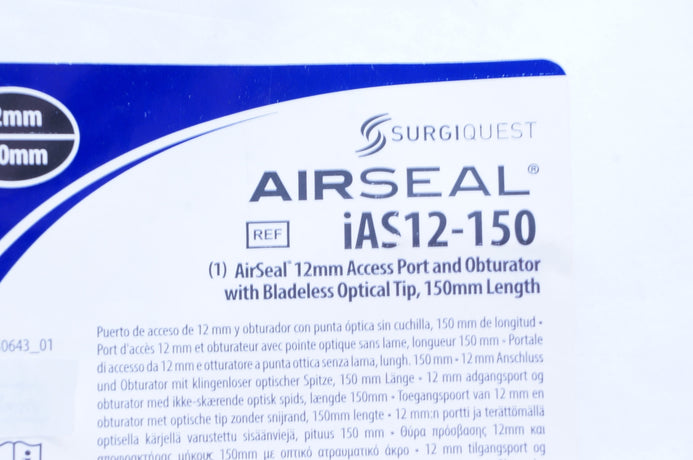 2mm
0mm
SURGIQUEST
AIRSEAL®
REF iAS12-150
(1) AirSeal™ 12mm Access Port and Obturator
with Bladeless Optical Tip, 150mm Length
Puerto de acceso de 12 mm y obturador con punta óptica sin cuchilla, 150 mm de longitud •
Port d'accès 12 mm et obturateur avec pointe optique sans lame, longueur 150 mm • Portale
di accesso da 12 mm e otturatore a punta ottica senza lama, lungh. 150 mm • 12 mm Anschluss
und Obturator mit klingenloser optischer Spitze, 150 mm Länge • 12 mm adgangsport og
obturator med ikke-skærende optisk spids, længde 150mm • Toegangspoort van 12 mm en
obturator met optische tip zonder snijrand, 150mm lengte • 12 mm:n portti ja terättömällä
optisella kärjellä varustettu sisäänviejä, pituus 150 mm • Θύρα πρόσβασης 12mm και
αποφρακτήρας μήκους 150mm με οπτικό ατραυματικό άκρο • 12 mm tilgangsport og
0643_01